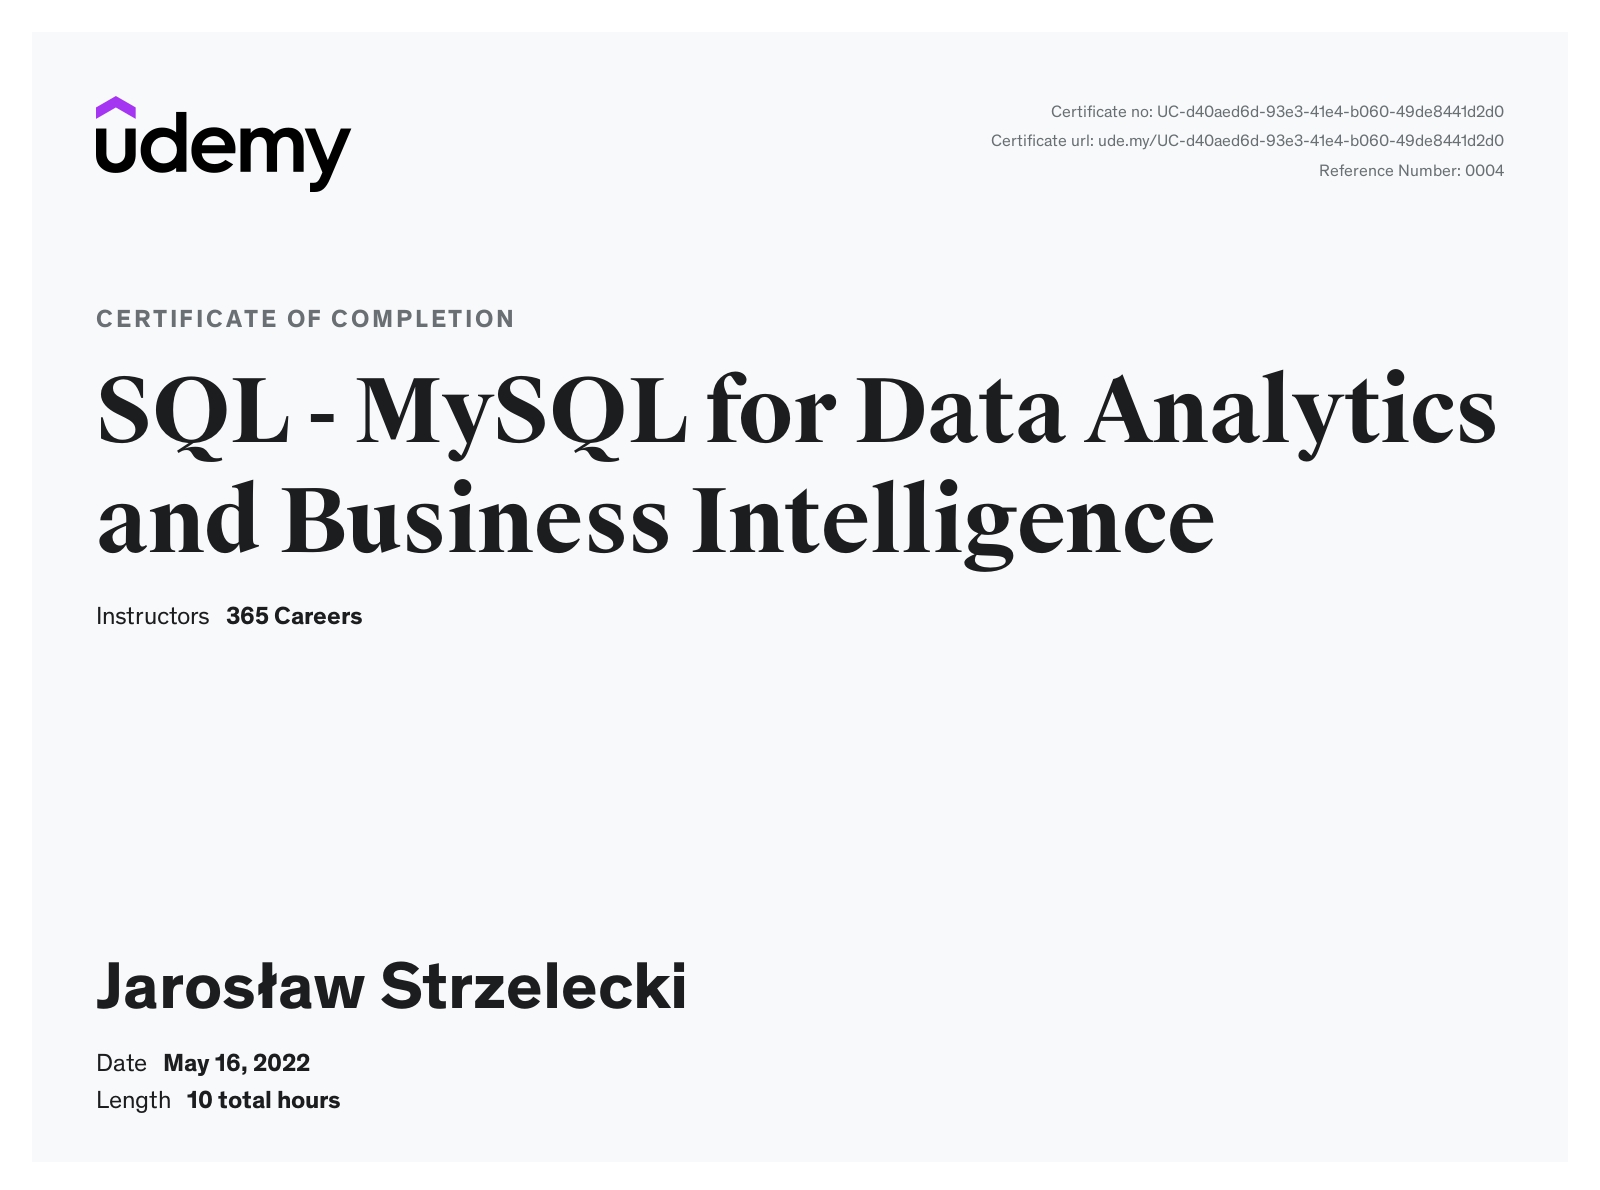 udemy
Certificate no: UC-d40aed6d-93e3-41e4-b060-49de8441d2d0
Certificate url: ude.my/UC-d40aed6d-93e3-41e4-b060-49de8441d2d0
Reference Number: 0004
CERTIFICATE OF COMPLETION
SQL - MySQL for Data Analytics
and Business Intelligence
Instructors 365 Careers
Jarosław Strzelecki
Date May 16, 2022
Length 10 total hours